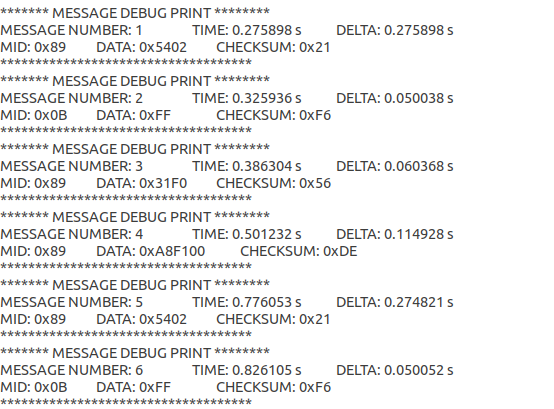 ******* MESSAGE DEBUG PRINT ********
MESSAGE NUMBER: 1 TIME: 0.275898 s DELTA: 0.275898 s
MID: 0x89 DATA: 0x5402 CHECKSUM: 0x21
************************************
******* MESSAGE DEBUG PRINT ********
MESSAGE NUMBER: 2 TIME: 0.325936 s DELTA: 0.050038 s
MID: 0x0B DATA: 0xFF CHECKSUM: 0xF6
************************************
******* MESSAGE DEBUG PRINT ********
MESSAGE NUMBER: 3 TIME: 0.386304 s DELTA: 0.060368 s
MID: 0x89 DATA: 0x31F0 CHECKSUM: 0x56
************************************
******* MESSAGE DEBUG PRINT ********
MESSAGE NUMBER: 4 TIME: 0.501232 s DELTA: 0.114928 s
MID: 0x89 DATA: 0xA8F100 CHECKSUM: 0xDE
************************************
******* MESSAGE DEBUG PRINT ********
MESSAGE NUMBER: 5 TIME: 0.776053 s DELTA: 0.274821 s
MID: 0x89 DATA: 0x5402 CHECKSUM: 0x21
************************************
******* MESSAGE DEBUG PRINT ********
MESSAGE NUMBER: 6 TIME: 0.826105 s DELTA: 0.050052 s
MID: 0x0B DATA: 0xFF CHECKSUM: 0xF6
************************************